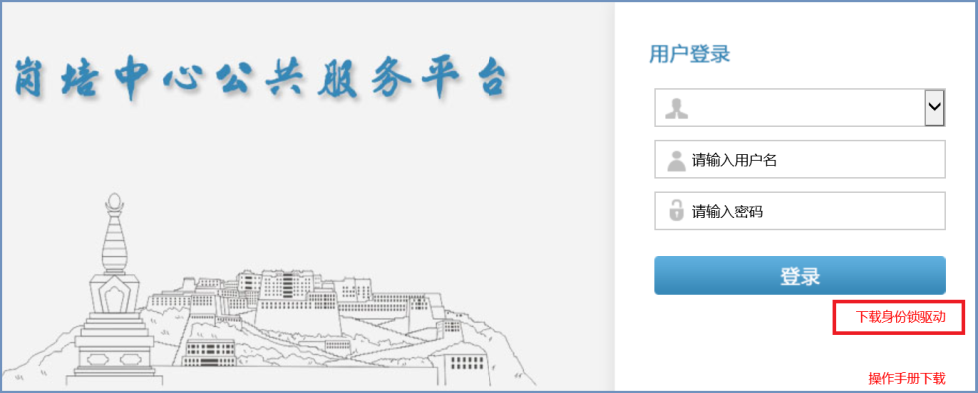 岗培中心公共服务平台
用户登录
请输入用户名
请输入密码
登录
下载身份锁驱动
操作手册下载